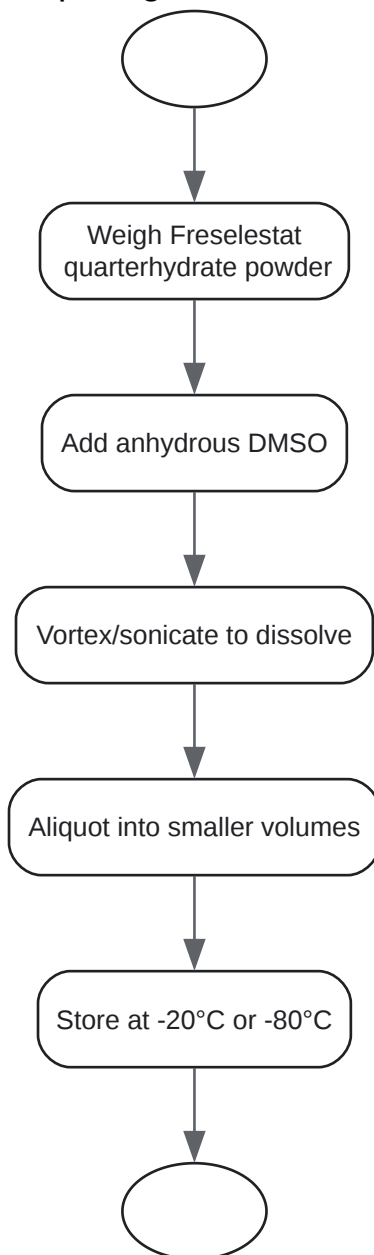 Weigh Freselestat
quarterhydrate powder
Add anhydrous DMSO
Vortex/sonicate to dissolve
Aliquot into smaller volumes
Store at -20°C or -80°C